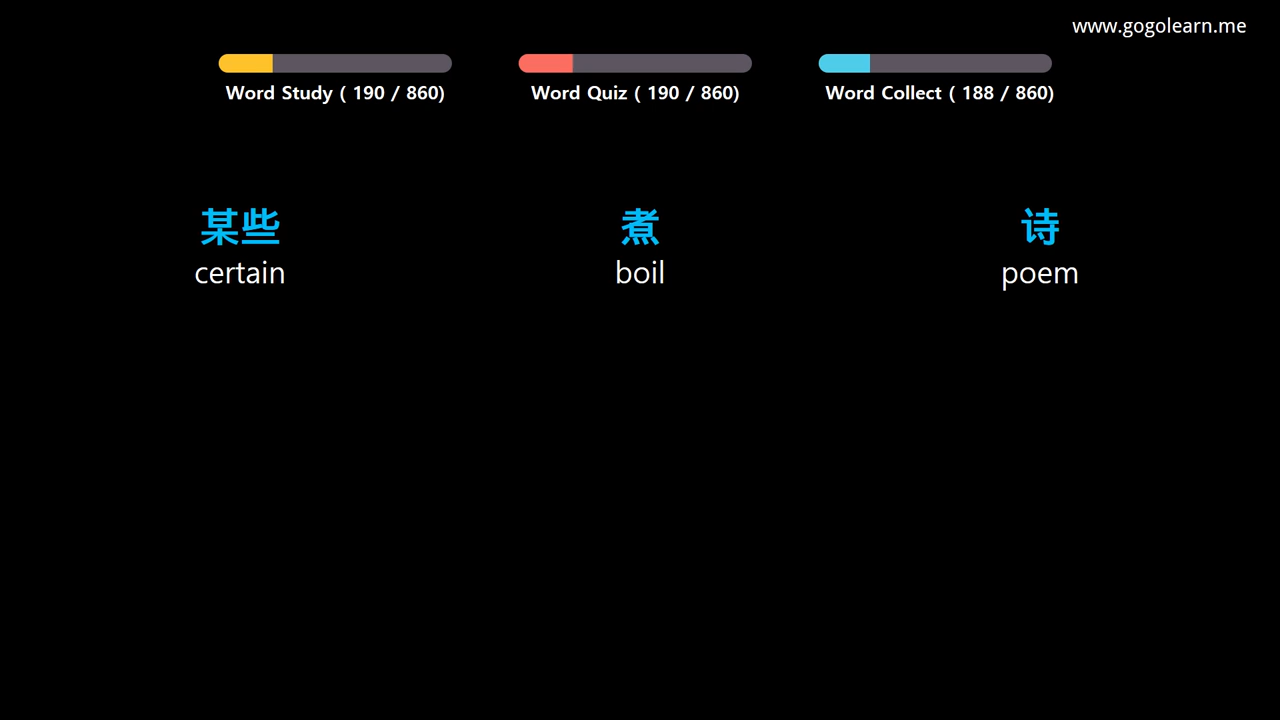 www.gogolearn.me
Word Study ( 190 / 860)
Word Quiz ( 190 / 860)
Word Collect ( 188 / 860)
某些
certain
煮
boil
诗
poem